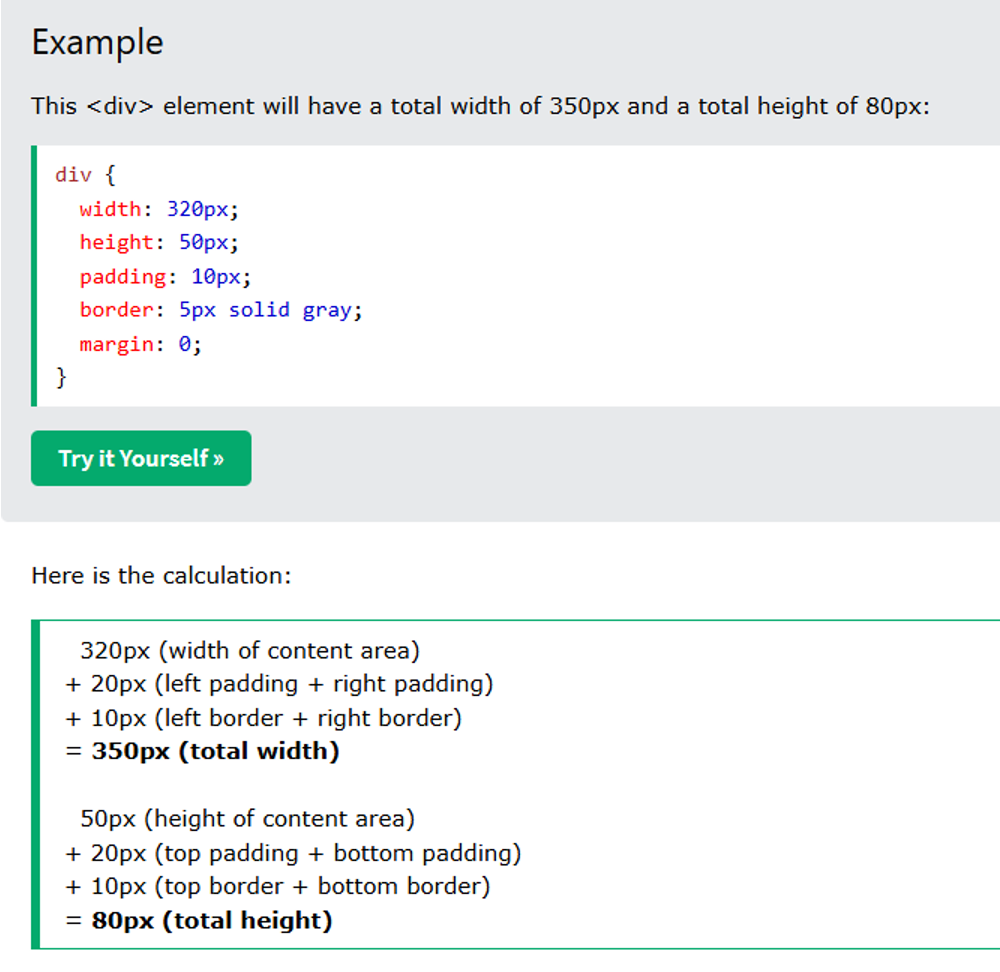 Example
This <div> element will have a total width of 350px and a total height of 80px:
div {
  width: 320px;
  height: 50px;
  padding: 10px;
  border: 5px solid gray;
  margin: 0;
}
Try it Yourself »
Here is the calculation:
320px (width of content area)
+ 20px (left padding + right padding)
+ 10px (left border + right border)
= 350px (total width)
50px (height of content area)
+ 20px (top padding + bottom padding)
+ 10px (top border + bottom border)
= 80px (total height)